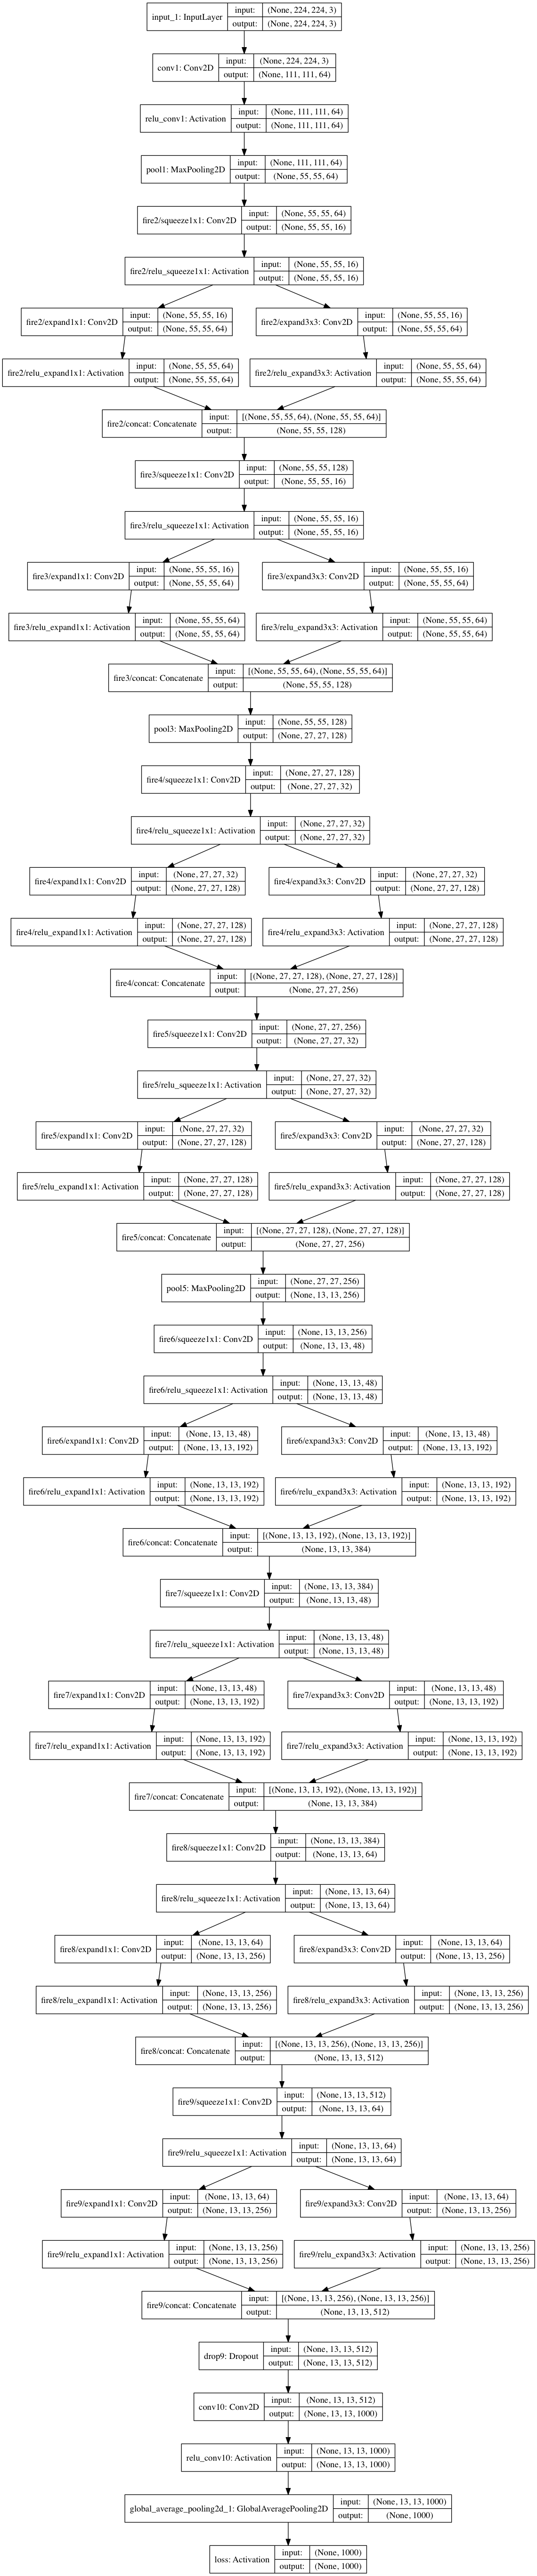 input_1: InputLayer
input: (None, 224, 224, 3)
output: (None, 224, 224, 3)
conv1: Conv2D
input: (None, 224, 224, 3)
output: (None, 111, 111, 64)
relu_conv1: Activation
input: (None, 111, 111, 64)
output: (None, 111, 111, 64)
pool1: MaxPooling2D
input: (None, 111, 111, 64)
output: (None, 55, 55, 64)
fire2/squeeze1x1: Conv2D
input: (None, 55, 55, 64)
output: (None, 55, 55, 16)
fire2/relu_squeeze1x1: Activation
input: (None, 55, 55, 16)
output: (None, 55, 55, 16)
fire2/expand1x1: Conv2D
input: (None, 55, 55, 16)
output: (None, 55, 55, 64)
fire2/expand3x3: Conv2D
input: (None, 55, 55, 16)
output: (None, 55, 55, 64)
fire2/relu_expand1x1: Activation
input: (None, 55, 55, 64)
output: (None, 55, 55, 64)
fire2/relu_expand3x3: Activation
input: (None, 55, 55, 64)
output: (None, 55, 55, 64)
fire2/concat: Concatenate
input: [(None, 55, 55, 64), (None, 55, 55, 64)]
output: (None, 55, 55, 128)
fire3/squeeze1x1: Conv2D
input: (None, 55, 55, 128)
output: (None, 55, 55, 16)
fire3/relu_squeeze1x1: Activation
input: (None, 55, 55, 16)
output: (None, 55, 55, 16)
fire3/expand1x1: Conv2D
input: (None, 55, 55, 16)
output: (None, 55, 55, 64)
fire3/expand3x3: Conv2D
input: (None, 55, 55, 16)
output: (None, 55, 55, 64)
fire3/relu_expand1x1: Activation
input: (None, 55, 55, 64)
output: (None, 55, 55, 64)
fire3/relu_expand3x3: Activation
input: (None, 55, 55, 64)
output: (None, 55, 55, 64)
fire3/concat: Concatenate
input: [(None, 55, 55, 64), (None, 55, 55, 64)]
output: (None, 55, 55, 128)
pool3: MaxPooling2D
input: (None, 55, 55, 128)
output: (None, 27, 27, 128)
fire4/squeeze1x1: Conv2D
input: (None, 27, 27, 128)
output: (None, 27, 27, 32)
fire4/relu_squeeze1x1: Activation
input: (None, 27, 27, 32)
output: (None, 27, 27, 32)
fire4/expand1x1: Conv2D
input: (None, 27, 27, 32)
output: (None, 27, 27, 128)
fire4/expand3x3: Conv2D
input: (None, 27, 27, 32)
output: (None, 27, 27, 128)
fire4/relu_expand1x1: Activation
input: (None, 27, 27, 128)
output: (None, 27, 27, 128)
fire4/relu_expand3x3: Activation
input: (None, 27, 27, 128)
output: (None, 27, 27, 128)
fire4/concat: Concatenate
input: [(None, 27, 27, 128), (None, 27, 27, 128)]
output: (None, 27, 27, 256)
fire5/squeeze1x1: Conv2D
input: (None, 27, 27, 256)
output: (None, 27, 27, 32)
fire5/relu_squeeze1x1: Activation
input: (None, 27, 27, 32)
output: (None, 27, 27, 32)
fire5/expand1x1: Conv2D
input: (None, 27, 27, 32)
output: (None, 27, 27, 128)
fire5/expand3x3: Conv2D
input: (None, 27, 27, 32)
output: (None, 27, 27, 128)
fire5/relu_expand1x1: Activation
input: (None, 27, 27, 128)
output: (None, 27, 27, 128)
fire5/relu_expand3x3: Activation
input: (None, 27, 27, 128)
output: (None, 27, 27, 128)
fire5/concat: Concatenate
input: [(None, 27, 27, 128), (None, 27, 27, 128)]
output: (None, 27, 27, 256)
pool5: MaxPooling2D
input: (None, 27, 27, 256)
output: (None, 13, 13, 256)
fire6/squeeze1x1: Conv2D
input: (None, 13, 13, 256)
output: (None, 13, 13, 48)
fire6/relu_squeeze1x1: Activation
input: (None, 13, 13, 48)
output: (None, 13, 13, 48)
fire6/expand1x1: Conv2D
input: (None, 13, 13, 48)
output: (None, 13, 13, 192)
fire6/expand3x3: Conv2D
input: (None, 13, 13, 48)
output: (None, 13, 13, 192)
fire6/relu_expand1x1: Activation
input: (None, 13, 13, 192)
output: (None, 13, 13, 192)
fire6/relu_expand3x3: Activation
input: (None, 13, 13, 192)
output: (None, 13, 13, 192)
fire6/concat: Concatenate
input: [(None, 13, 13, 192), (None, 13, 13, 192)]
output: (None, 13, 13, 384)
fire7/squeeze1x1: Conv2D
input: (None, 13, 13, 384)
output: (None, 13, 13, 48)
fire7/relu_squeeze1x1: Activation
input: (None, 13, 13, 48)
output: (None, 13, 13, 48)
fire7/expand1x1: Conv2D
input: (None, 13, 13, 48)
output: (None, 13, 13, 192)
fire7/expand3x3: Conv2D
input: (None, 13, 13, 48)
output: (None, 13, 13, 192)
fire7/relu_expand1x1: Activation
input: (None, 13, 13, 192)
output: (None, 13, 13, 192)
fire7/relu_expand3x3: Activation
input: (None, 13, 13, 192)
output: (None, 13, 13, 192)
fire7/concat: Concatenate
input: [(None, 13, 13, 192), (None, 13, 13, 192)]
output: (None, 13, 13, 384)
fire8/squeeze1x1: Conv2D
input: (None, 13, 13, 384)
output: (None, 13, 13, 64)
fire8/relu_squeeze1x1: Activation
input: (None, 13, 13, 64)
output: (None, 13, 13, 64)
fire8/expand1x1: Conv2D
input: (None, 13, 13, 64)
output: (None, 13, 13, 256)
fire8/expand3x3: Conv2D
input: (None, 13, 13, 64)
output: (None, 13, 13, 256)
fire8/relu_expand1x1: Activation
input: (None, 13, 13, 256)
output: (None, 13, 13, 256)
fire8/relu_expand3x3: Activation
input: (None, 13, 13, 256)
output: (None, 13, 13, 256)
fire8/concat: Concatenate
input: [(None, 13, 13, 256), (None, 13, 13, 256)]
output: (None, 13, 13, 512)
fire9/squeeze1x1: Conv2D
input: (None, 13, 13, 512)
output: (None, 13, 13, 64)
fire9/relu_squeeze1x1: Activation
input: (None, 13, 13, 64)
output: (None, 13, 13, 64)
fire9/expand1x1: Conv2D
input: (None, 13, 13, 64)
output: (None, 13, 13, 256)
fire9/expand3x3: Conv2D
input: (None, 13, 13, 64)
output: (None, 13, 13, 256)
fire9/relu_expand1x1: Activation
input: (None, 13, 13, 256)
output: (None, 13, 13, 256)
fire9/relu_expand3x3: Activation
input: (None, 13, 13, 256)
output: (None, 13, 13, 256)
fire9/concat: Concatenate
input: [(None, 13, 13, 256), (None, 13, 13, 256)]
output: (None, 13, 13, 512)
drop9: Dropout
input: (None, 13, 13, 512)
output: (None, 13, 13, 512)
conv10: Conv2D
input: (None, 13, 13, 512)
output: (None, 13, 13, 1000)
relu_conv10: Activation
input: (None, 13, 13, 1000)
output: (None, 13, 13, 1000)
global_average_pooling2d_1: GlobalAveragePooling2D
input: (None, 13, 13, 1000)
output: (None, 1000)
loss: Activation
input: (None, 1000)
output: (None, 1000)